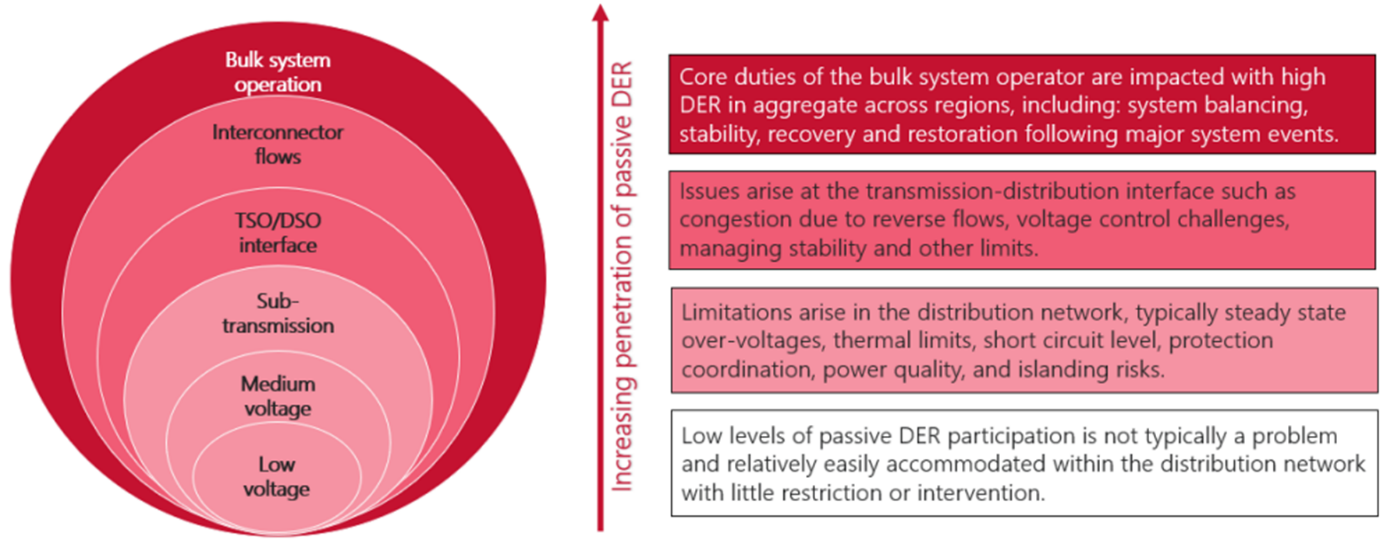 Bulk system
operation
Interconnector
flows
TSO/DSO
interface
Sub-
transmission
Medium
voltage
Low
voltage
Increasing penetration of passive DER
Core duties of the bulk system operator are impacted with high
DER in aggregate across regions, including: system balancing,
stability, recovery and restoration following major system events.
Issues arise at the transmission-distribution interface such as
congestion due to reverse flows, voltage control challenges,
managing stability and other limits.
Limitations arise in the distribution network, typically steady state
over-voltages, thermal limits, short circuit level, protection
coordination, power quality, and islanding risks.
Low levels of passive DER participation is not typically a problem
and relatively easily accommodated within the distribution network
with little restriction or intervention.